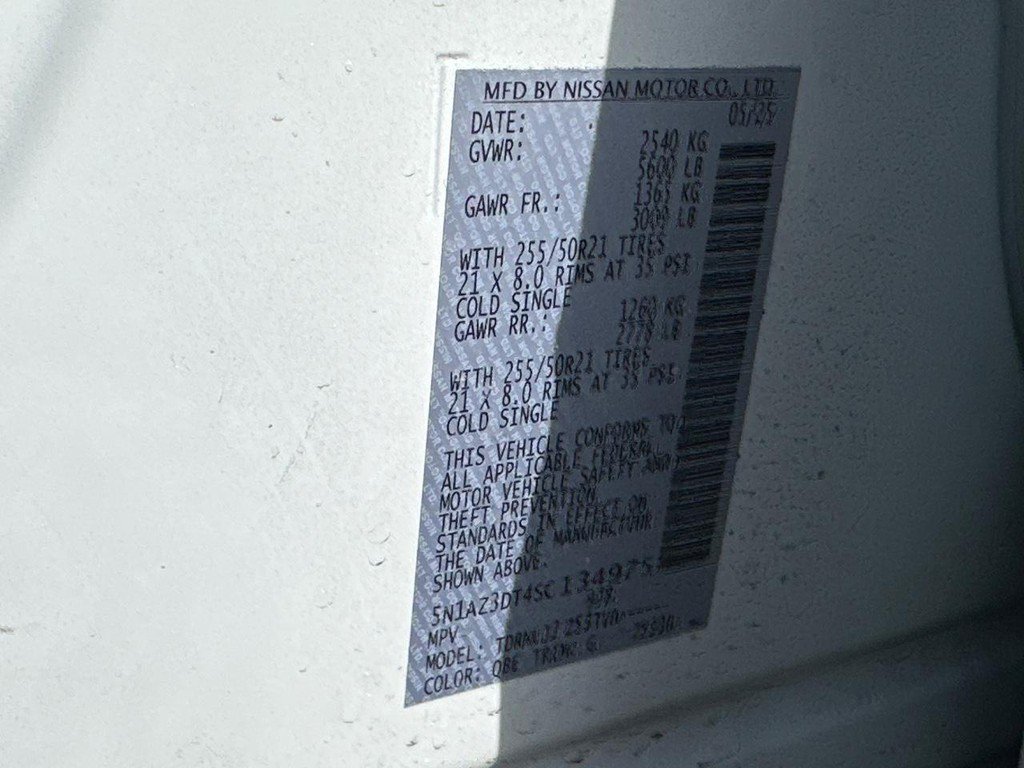 MFD BY NISSAN MOTOR CO., LTD.
DATE: 05/25
GVWR: 2540 KG
5600 LB
GAWR FR.: 1365 KG
3009 LB
WITH 255/50R21 TIRES
21 X 8.0 RIMS AT 35 PSI
COLD SINGLE
GAWR RR.: 1260 KG
2778 LB
WITH 255/50R21 TIRES
21 X 8.0 RIMS AT 35 PSI
COLD SINGLE
THIS VEHICLE CONFORMS TO
ALL APPLICABLE FEDERAL
MOTOR VEHICLE SAFETY AND
THEFT PREVENTION
STANDARDS IN EFFECT ON
THE DATE OF MANUFACTURE
SHOWN ABOVE.
MPV
MODEL:
COLOR: QBE TRIM: G